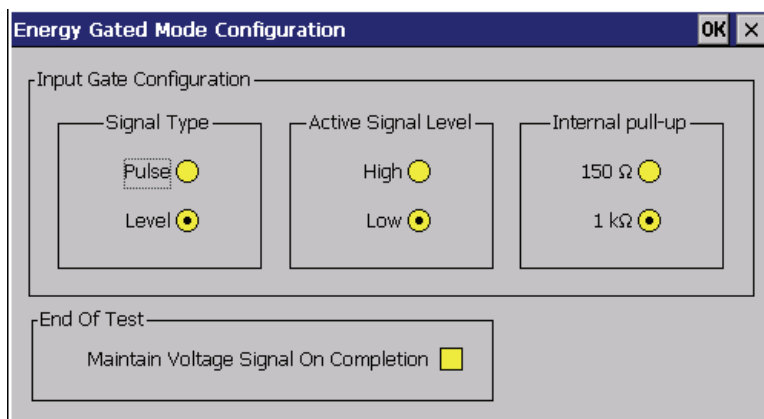 Energy Gated Mode Configuration OK ×
Input Gate Configuration
Signal Type Active Signal Level Internal pull-up
Pulse High 150 Ω
Level Low 1 kΩ
End Of Test
Maintain Voltage Signal On Completion